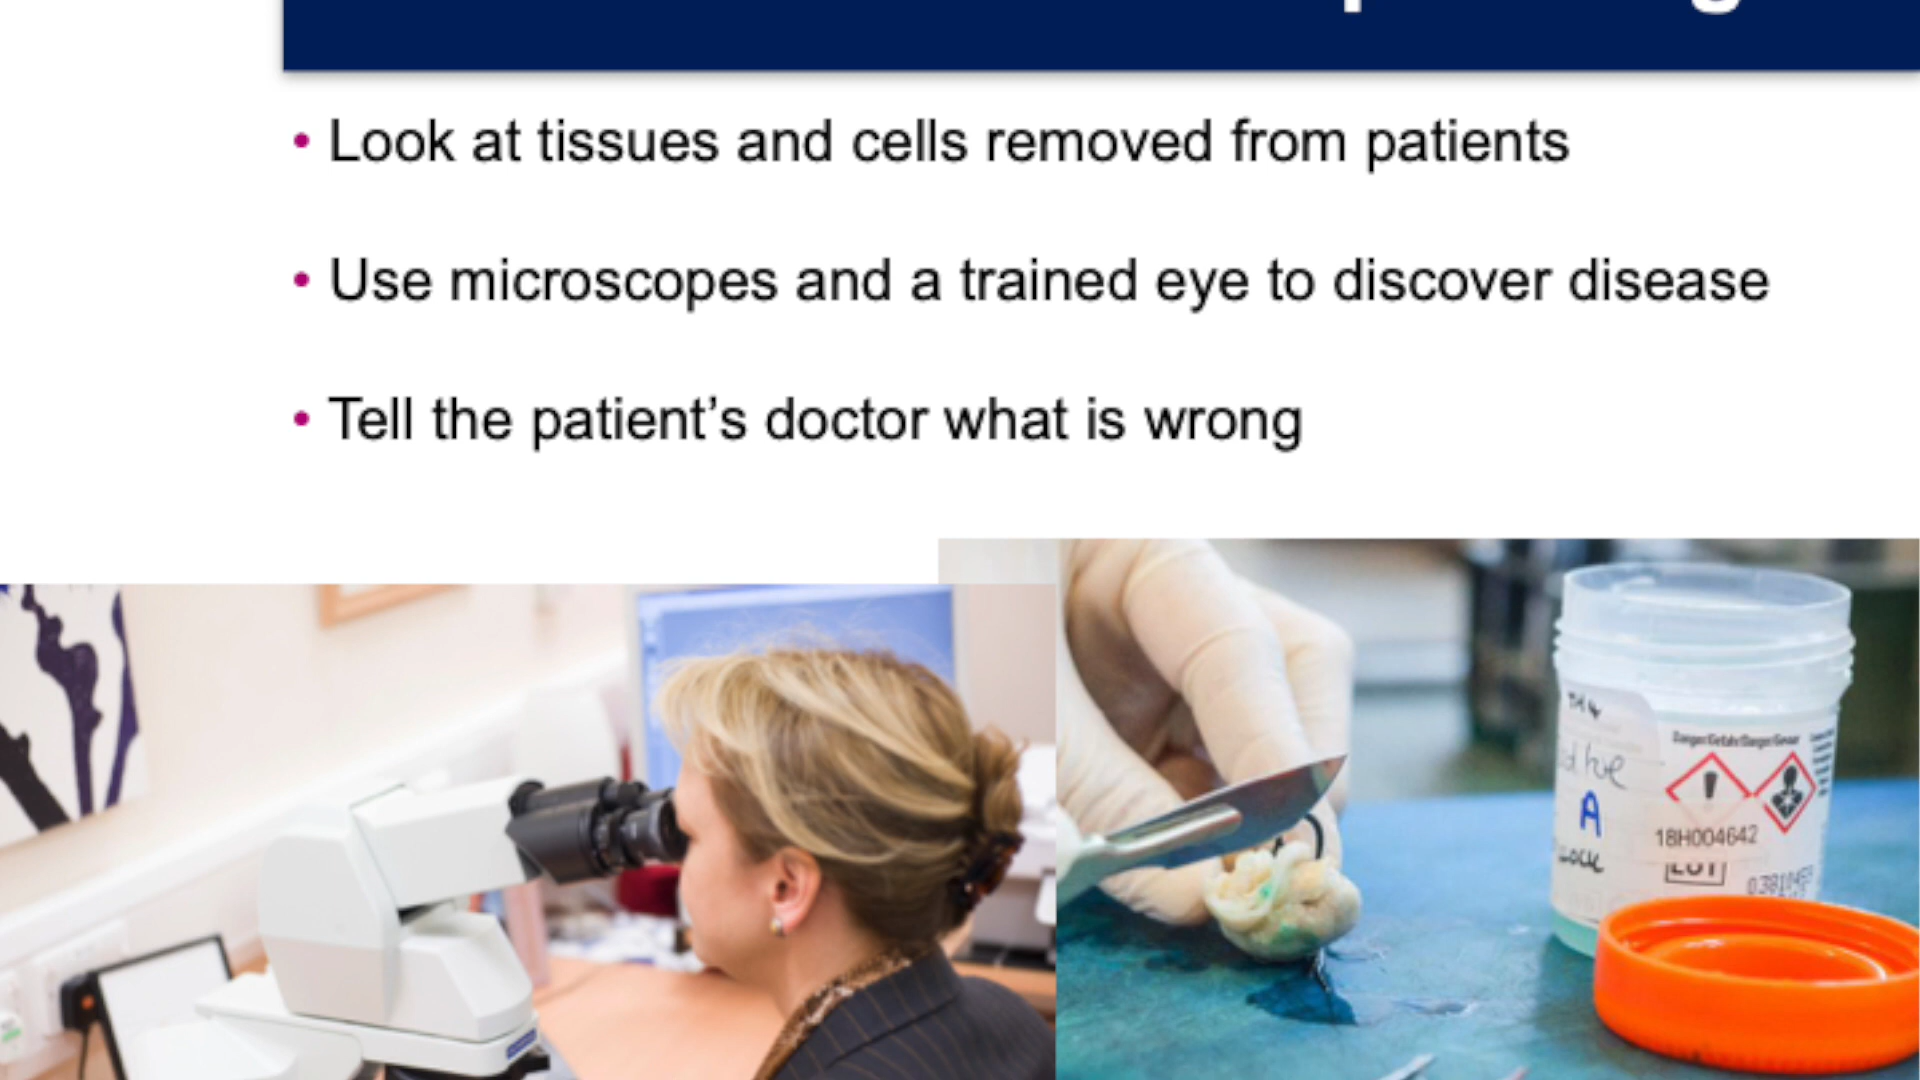 • Look at tissues and cells removed from patients
• Use microscopes and a trained eye to discover disease
• Tell the patient’s doctor what is wrong
A
18H004642
LOT